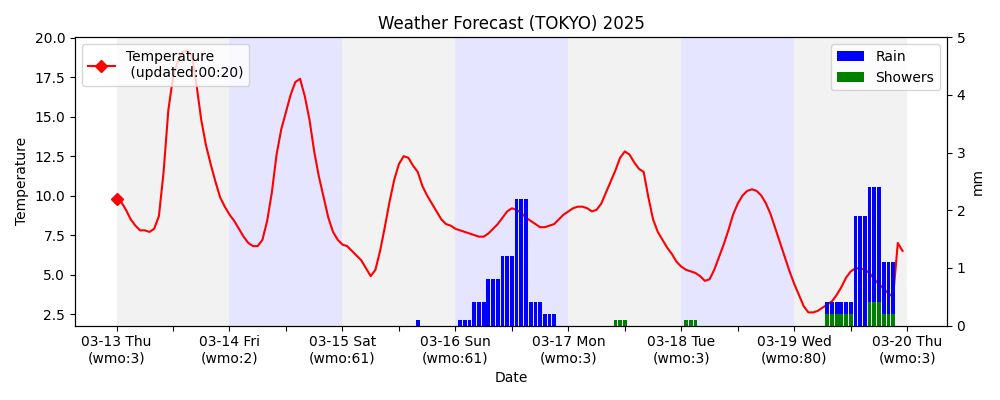 Weather Forecast (TOKYO) 2025
Temperature
(updated:00:20)
Rain
Showers
20.0
17.5
15.0
12.5
10.0
7.5
5.0
2.5
Temperature
5
4
3
2
1
0
mm
03-13 Thu
(wmo:3)
03-14 Fri
(wmo:2)
03-15 Sat
(wmo:61)
03-16 Sun
(wmo:61)
03-17 Mon
(wmo:3)
03-18 Tue
(wmo:3)
03-19 Wed
(wmo:80)
03-20 Thu
(wmo:3)
Date